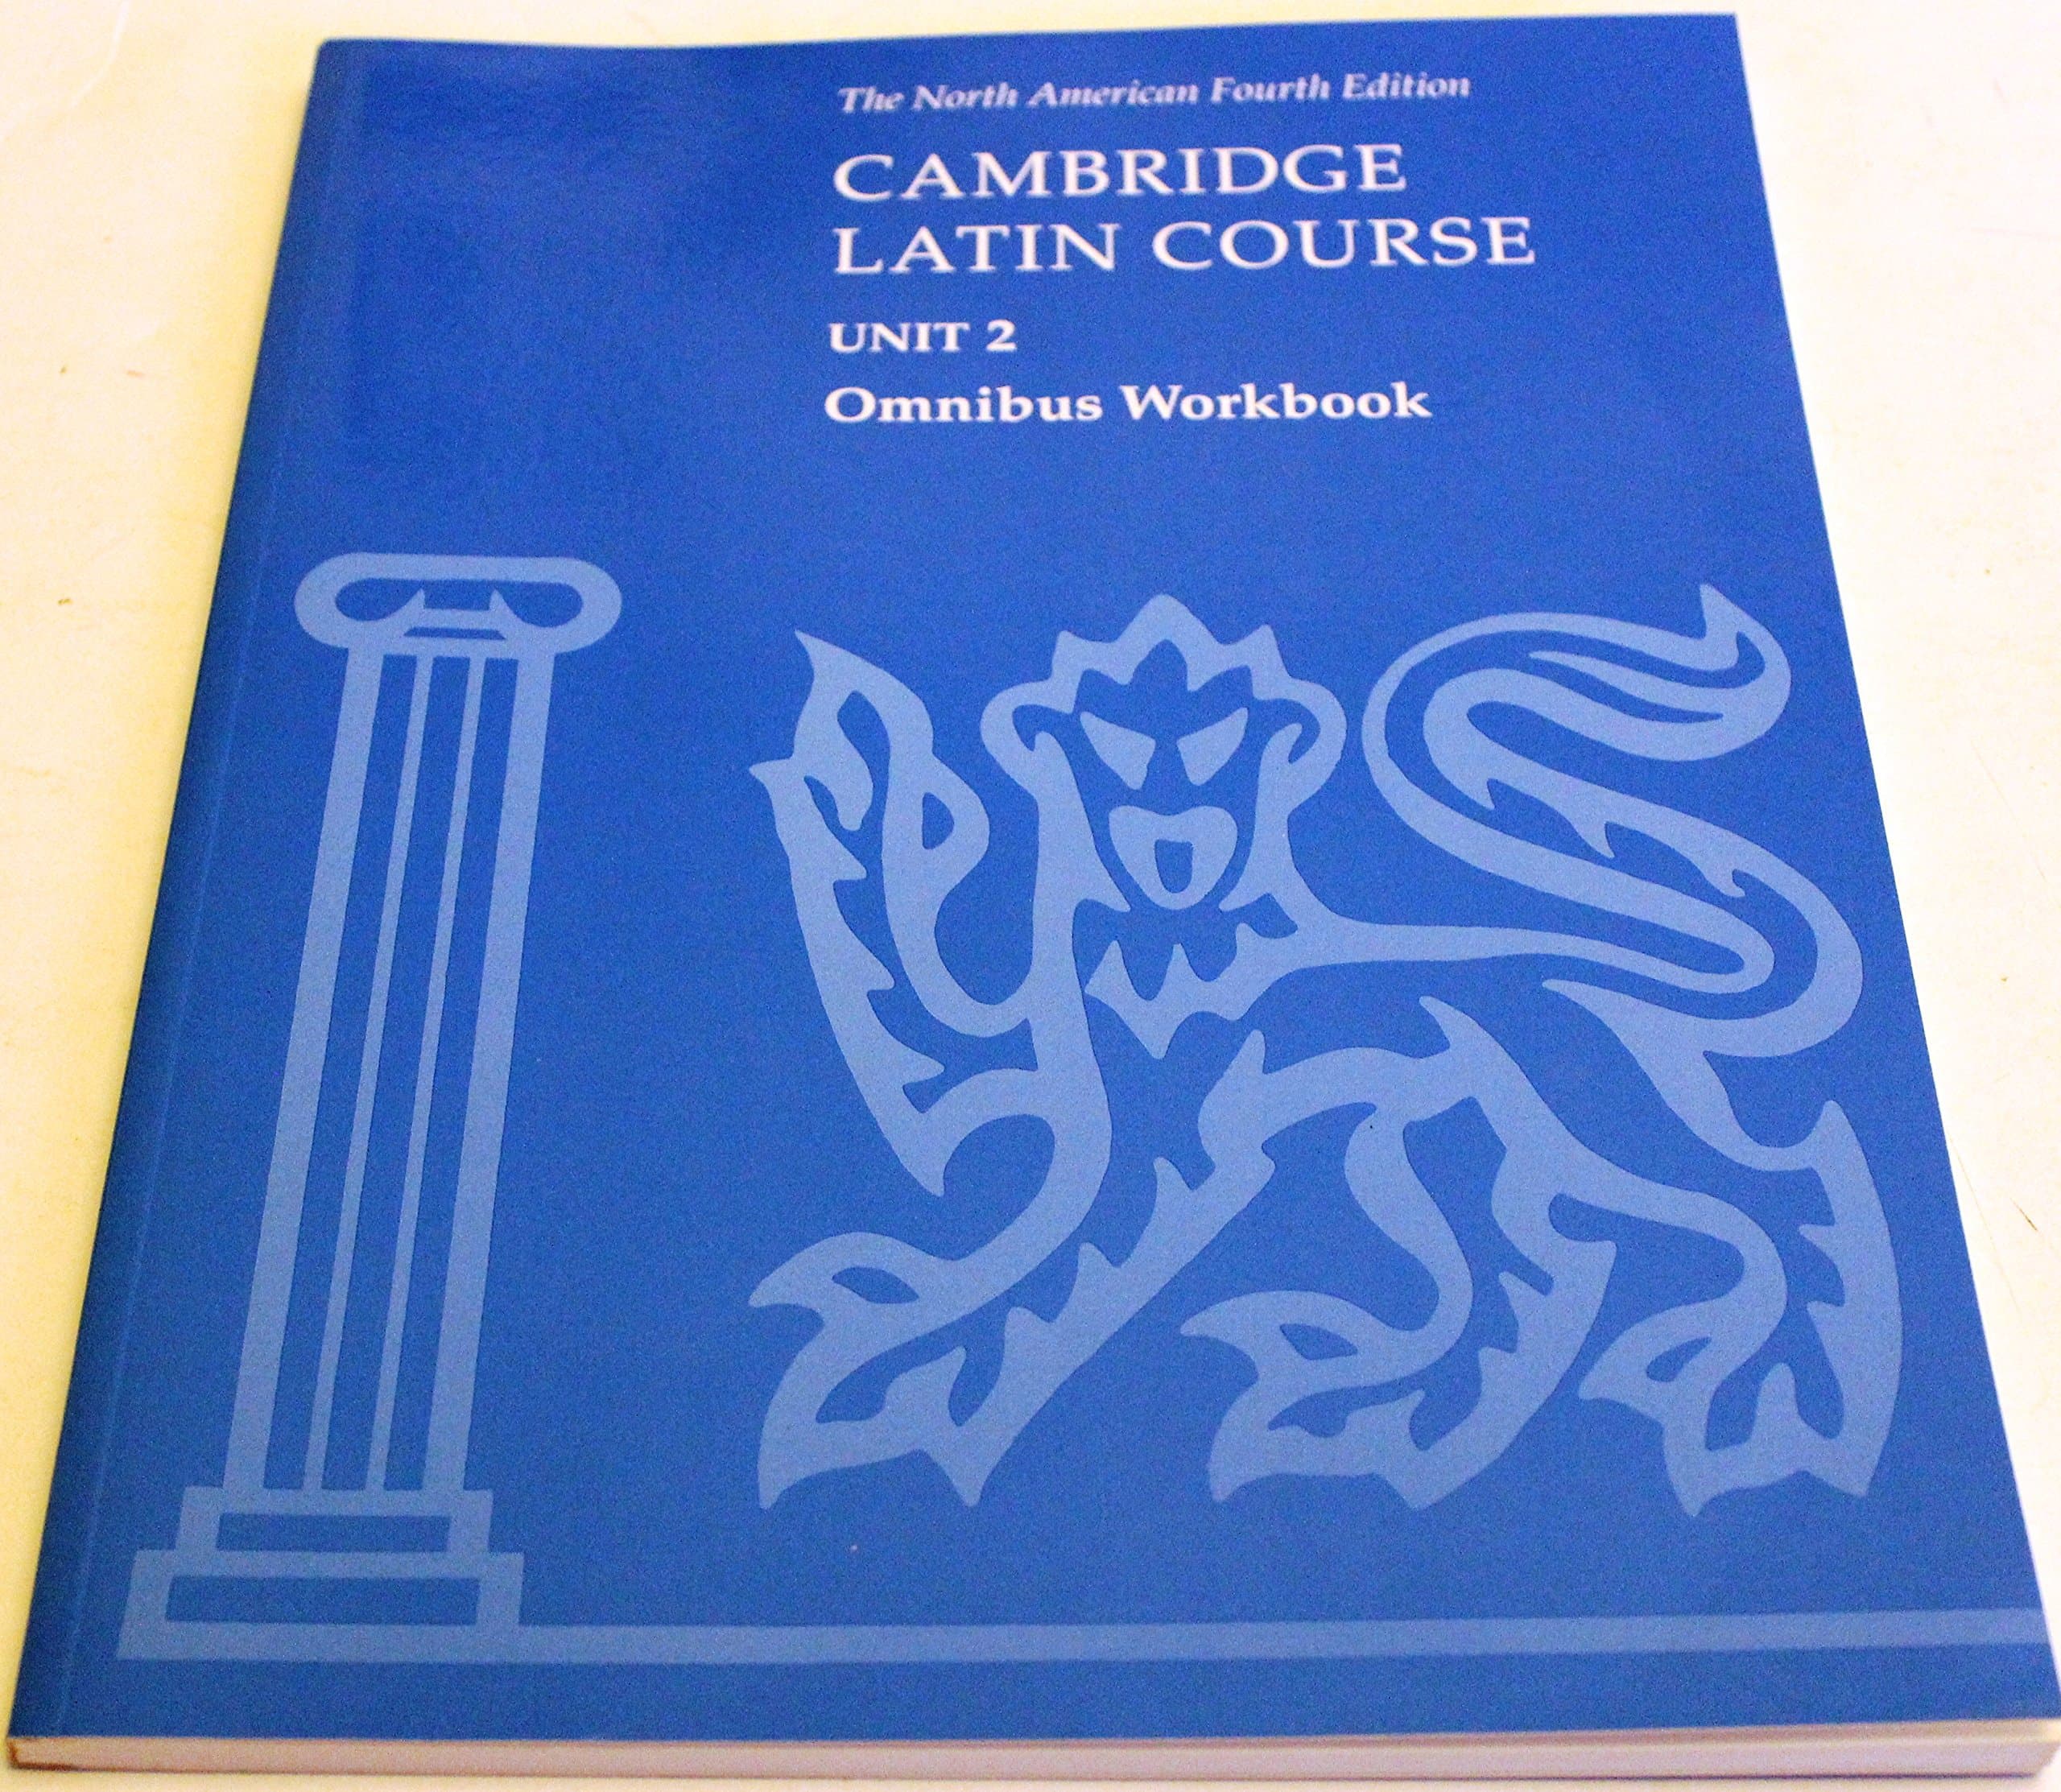 The North American Fourth Edition
CAMBRIDGE
LATIN COURSE
UNIT 2
Omnibus Workbook